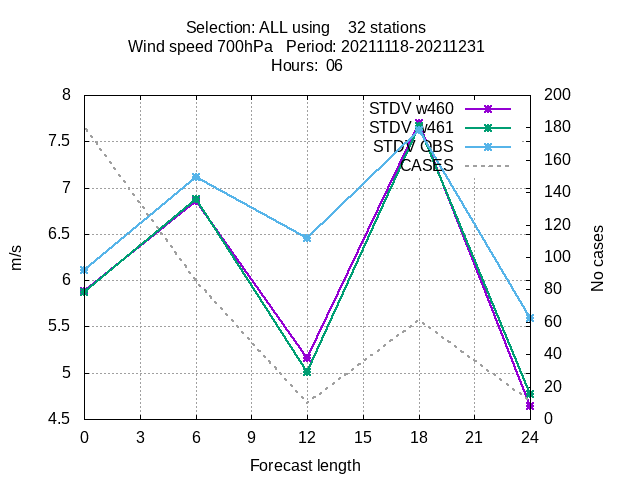 Selection: ALL using    32 stations
Wind speed 700hPa   Period: 20211118-20211231
Hours:  06
8
7.5
7
6.5
6
5.5
5
4.5
m/s
STDV w460
STDV w461
STDV OBS
CASES
200
180
160
140
120
100
80
60
40
20
0
No cases
0 3 6 9 12 15 18 21 24
Forecast length